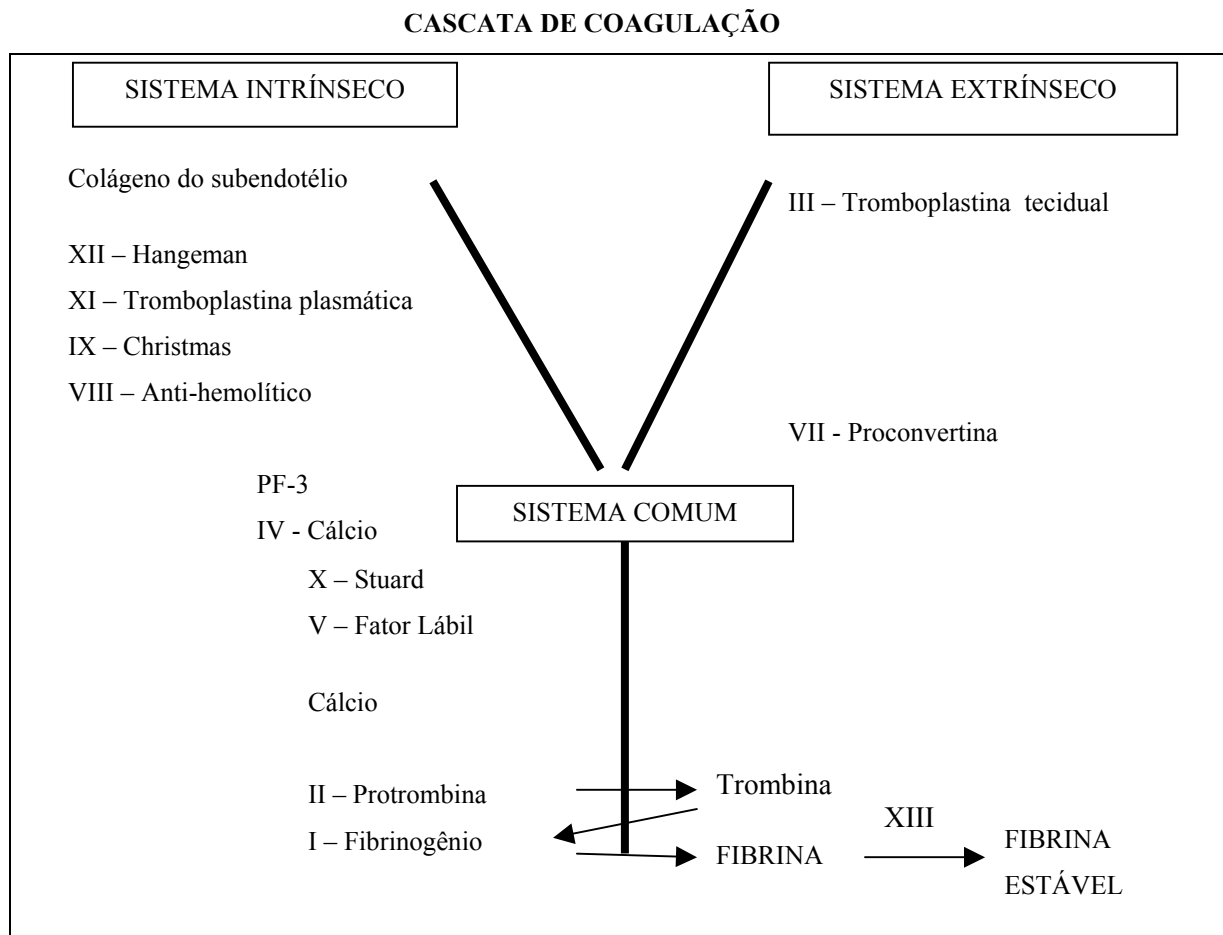 CASCATA DE COAGULAÇÃO
SISTEMA INTRÍNSECO
SISTEMA EXTRÍNSECO
Colágeno do subendotélio
III – Tromboplastina tecidual
XII – Hangeman
XI – Tromboplastina plasmática
IX – Christmas
VIII – Anti-hemolítico
VII - Proconvertina
PF-3
SISTEMA COMUM
IV - Cálcio
X – Stuard
V – Fator Lábil
Cálcio
II – Protrombina
Trombina
I – Fibrinogênio
FIBRINA
XIII
FIBRINA
ESTÁVEL